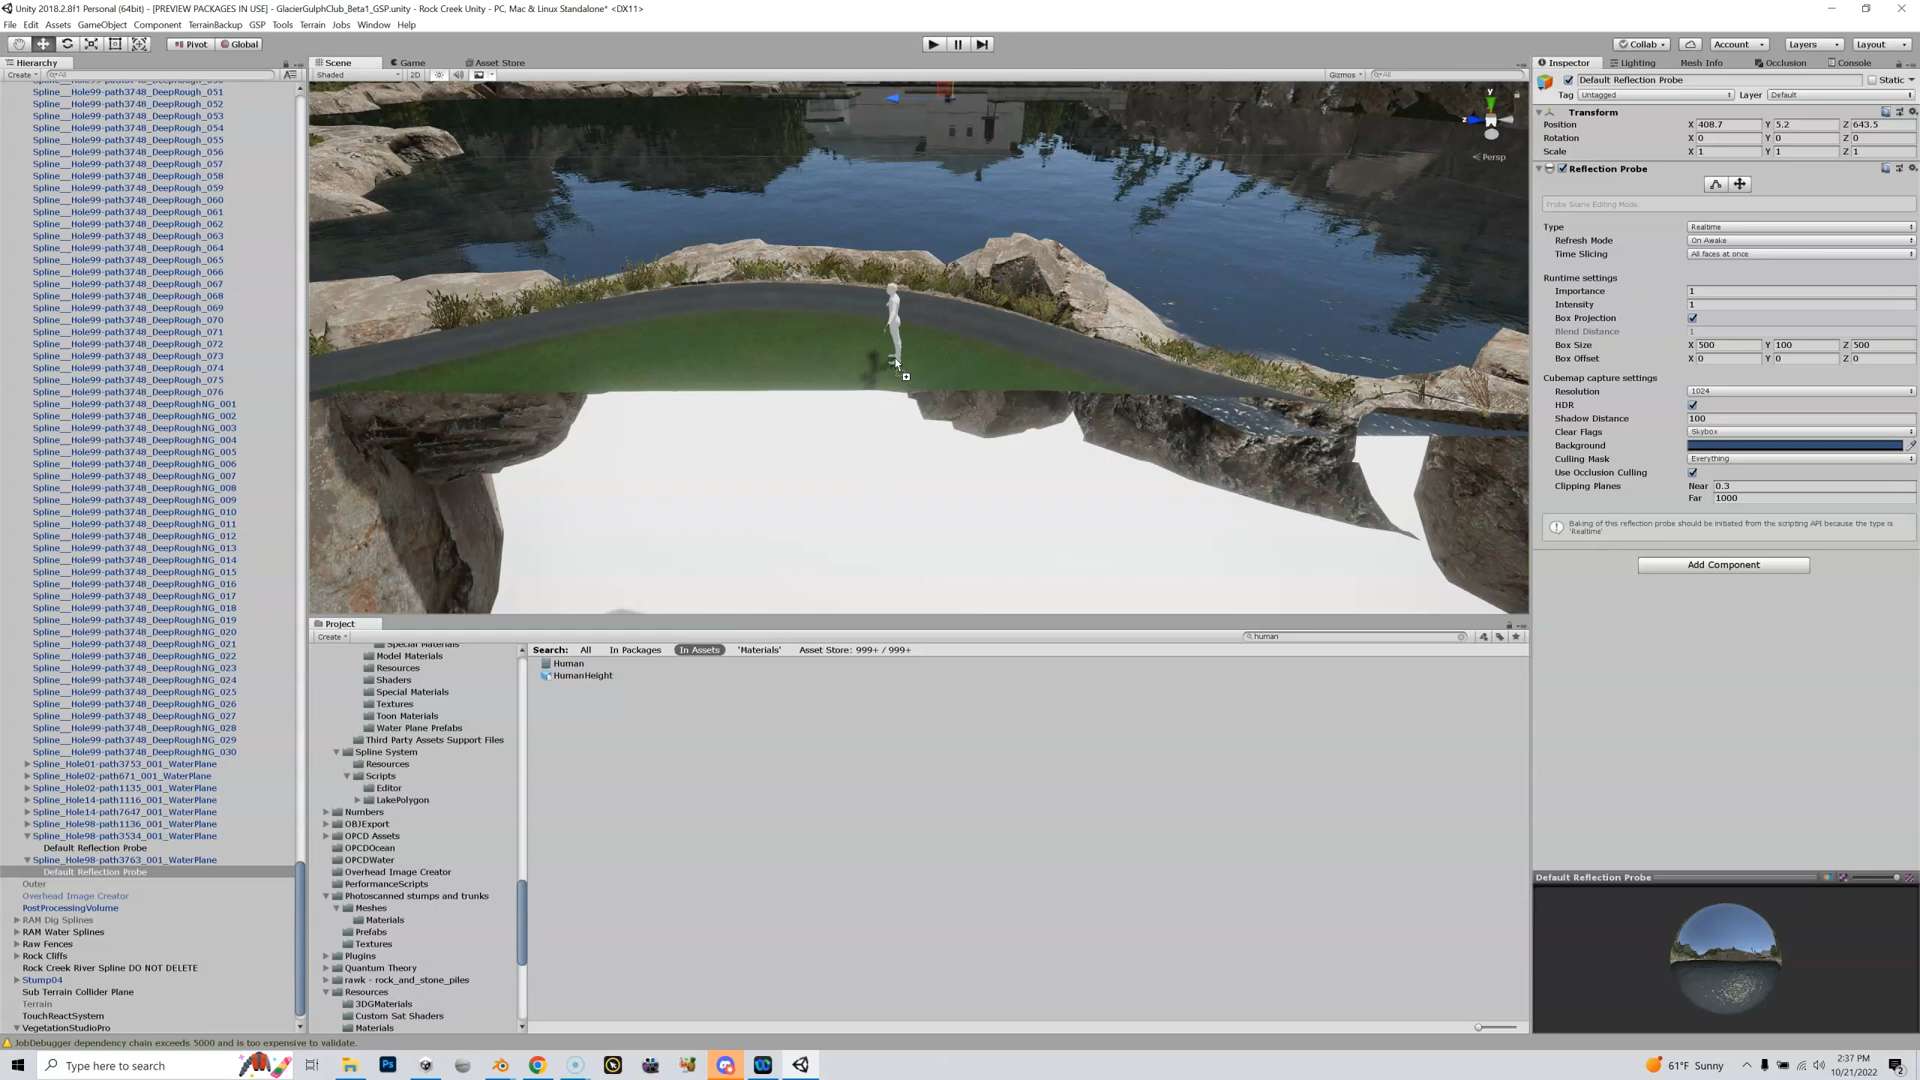 Unity 2018.2.8f1 Personal (64bit) - [PREVIEW PACKAGES IN USE] - GlacierGulphClub_Beta1_GSP.unity - Rock Creek Unity - PC, Mac & Linux Standalone* <DX11>
File Edit Assets GameObject Component TerrainBackup GSP Tools Terrain Jobs Window Help
Pivot Global Collab Account Layers Layout
Hierarchy
Create
Spline__Hole99-path3748_DeepRough_051
Spline__Hole99-path3748_DeepRough_052
Spline__Hole99-path3748_DeepRough_053
Spline__Hole99-path3748_DeepRough_054
Spline__Hole99-path3748_DeepRough_055
Spline__Hole99-path3748_DeepRough_056
Spline__Hole99-path3748_DeepRough_057
Spline__Hole99-path3748_DeepRough_058
Spline__Hole99-path3748_DeepRough_059
Spline__Hole99-path3748_DeepRough_060
Spline__Hole99-path3748_DeepRough_061
Spline__Hole99-path3748_DeepRough_062
Spline__Hole99-path3748_DeepRough_063
Spline__Hole99-path3748_DeepRough_064
Spline__Hole99-path3748_DeepRough_065
Spline__Hole99-path3748_DeepRough_066
Spline__Hole99-path3748_DeepRough_067
Spline__Hole99-path3748_DeepRough_068
Spline__Hole99-path3748_DeepRough_069
Spline__Hole99-path3748_DeepRough_070
Spline__Hole99-path3748_DeepRough_071
Spline__Hole99-path3748_DeepRough_072
Spline__Hole99-path3748_DeepRough_073
Spline__Hole99-path3748_DeepRough_074
Spline__Hole99-path3748_DeepRough_075
Spline__Hole99-path3748_DeepRough_076
Spline__Hole99-path3748_DeepRoughNG_001
Spline__Hole99-path3748_DeepRoughNG_002
Spline__Hole99-path3748_DeepRoughNG_003
Spline__Hole99-path3748_DeepRoughNG_004
Spline__Hole99-path3748_DeepRoughNG_005
Spline__Hole99-path3748_DeepRoughNG_006
Spline__Hole99-path3748_DeepRoughNG_007
Spline__Hole99-path3748_DeepRoughNG_008
Spline__Hole99-path3748_DeepRoughNG_009
Spline__Hole99-path3748_DeepRoughNG_010
Spline__Hole99-path3748_DeepRoughNG_011
Spline__Hole99-path3748_DeepRoughNG_012
Spline__Hole99-path3748_DeepRoughNG_013
Spline__Hole99-path3748_DeepRoughNG_014
Spline__Hole99-path3748_DeepRoughNG_015
Spline__Hole99-path3748_DeepRoughNG_016
Spline__Hole99-path3748_DeepRoughNG_017
Spline__Hole99-path3748_DeepRoughNG_018
Spline__Hole99-path3748_DeepRoughNG_019
Spline__Hole99-path3748_DeepRoughNG_020
Spline__Hole99-path3748_DeepRoughNG_021
Spline__Hole99-path3748_DeepRoughNG_022
Spline__Hole99-path3748_DeepRoughNG_023
Spline__Hole99-path3748_DeepRoughNG_024
Spline__Hole99-path3748_DeepRoughNG_025
Spline__Hole99-path3748_DeepRoughNG_026
Spline__Hole99-path3748_DeepRoughNG_027
Spline__Hole99-path3748_DeepRoughNG_028
Spline__Hole99-path3748_DeepRoughNG_029
Spline__Hole99-path3748_DeepRoughNG_030
Spline_Hole01-path3753_001_WaterPlane
Spline_Hole02-path671_001_WaterPlane
Spline_Hole02-path1135_001_WaterPlane
Spline_Hole14-path1116_001_WaterPlane
Spline_Hole14-path7647_001_WaterPlane
Spline_Hole98-path1136_001_WaterPlane
Spline_Hole98-path3534_001_WaterPlane
Default Reflection Probe
Spline_Hole98-path3763_001_WaterPlane
Default Reflection Probe
Outer
Overhead Image Creator
PostProcessingVolume
RAM Dig Splines
RAM Water Splines
Raw Fences
Rock Cliffs
Rock Creek River Spline DO NOT DELETE
Stump04
Sub Terrain Collider Plane
Terrain
TouchReactSystem
VegetationStudioPro
Scene Game Asset Store
Shaded 2D Gizmos All
y z Persp
Project
Create human
Special Materials
Model Materials
Resources
Shaders
Special Materials
Textures
Toon Materials
Water Plane Prefabs
Third Party Assets Support Files
Spline System
Resources
Scripts
Editor
LakePolygon
Numbers
OBJExport
OPCD Assets
OPCDOcean
OPCDWater
Overhead Image Creator
PerformanceScripts
Photoscanned stumps and trunks
Meshes
Materials
Prefabs
Textures
Plugins
Quantum Theory
rawk - rock_and_stone_piles
Resources
3DGMaterials
Custom Sat Shaders
Materials
Search: All In Packages In Assets 'Materials' Asset Store: 999+ / 999+
Human
HumanHeight
Inspector Lighting Mesh Info Occlusion Console
Default Reflection Probe Static
Tag Untagged Layer Default
Transform
Position X 408.7 Y 5.2 Z 643.5
Rotation X 0 Y 0 Z 0
Scale X 1 Y 1 Z 1
Reflection Probe
Probe Scene Editing Mode:
Type Realtime
Refresh Mode On Awake
Time Slicing All faces at once
Runtime settings
Importance 1
Intensity 1
Box Projection
Blend Distance 1
Box Size X 500 Y 100 Z 500
Box Offset X 0 Y 0 Z 0
Cubemap capture settings
Resolution 1024
HDR
Shadow Distance 100
Clear Flags Skybox
Background
Culling Mask Everything
Use Occlusion Culling
Clipping Planes Near 0.3
Far 1000
Baking of this reflection probe should be initiated from the scripting API because the type is 'Realtime'
Add Component
Default Reflection Probe
JobDebugger dependency chain exceeds 5000 and is too expensive to validate.
Type here to search
61°F Sunny
2:37 PM
10/21/2022